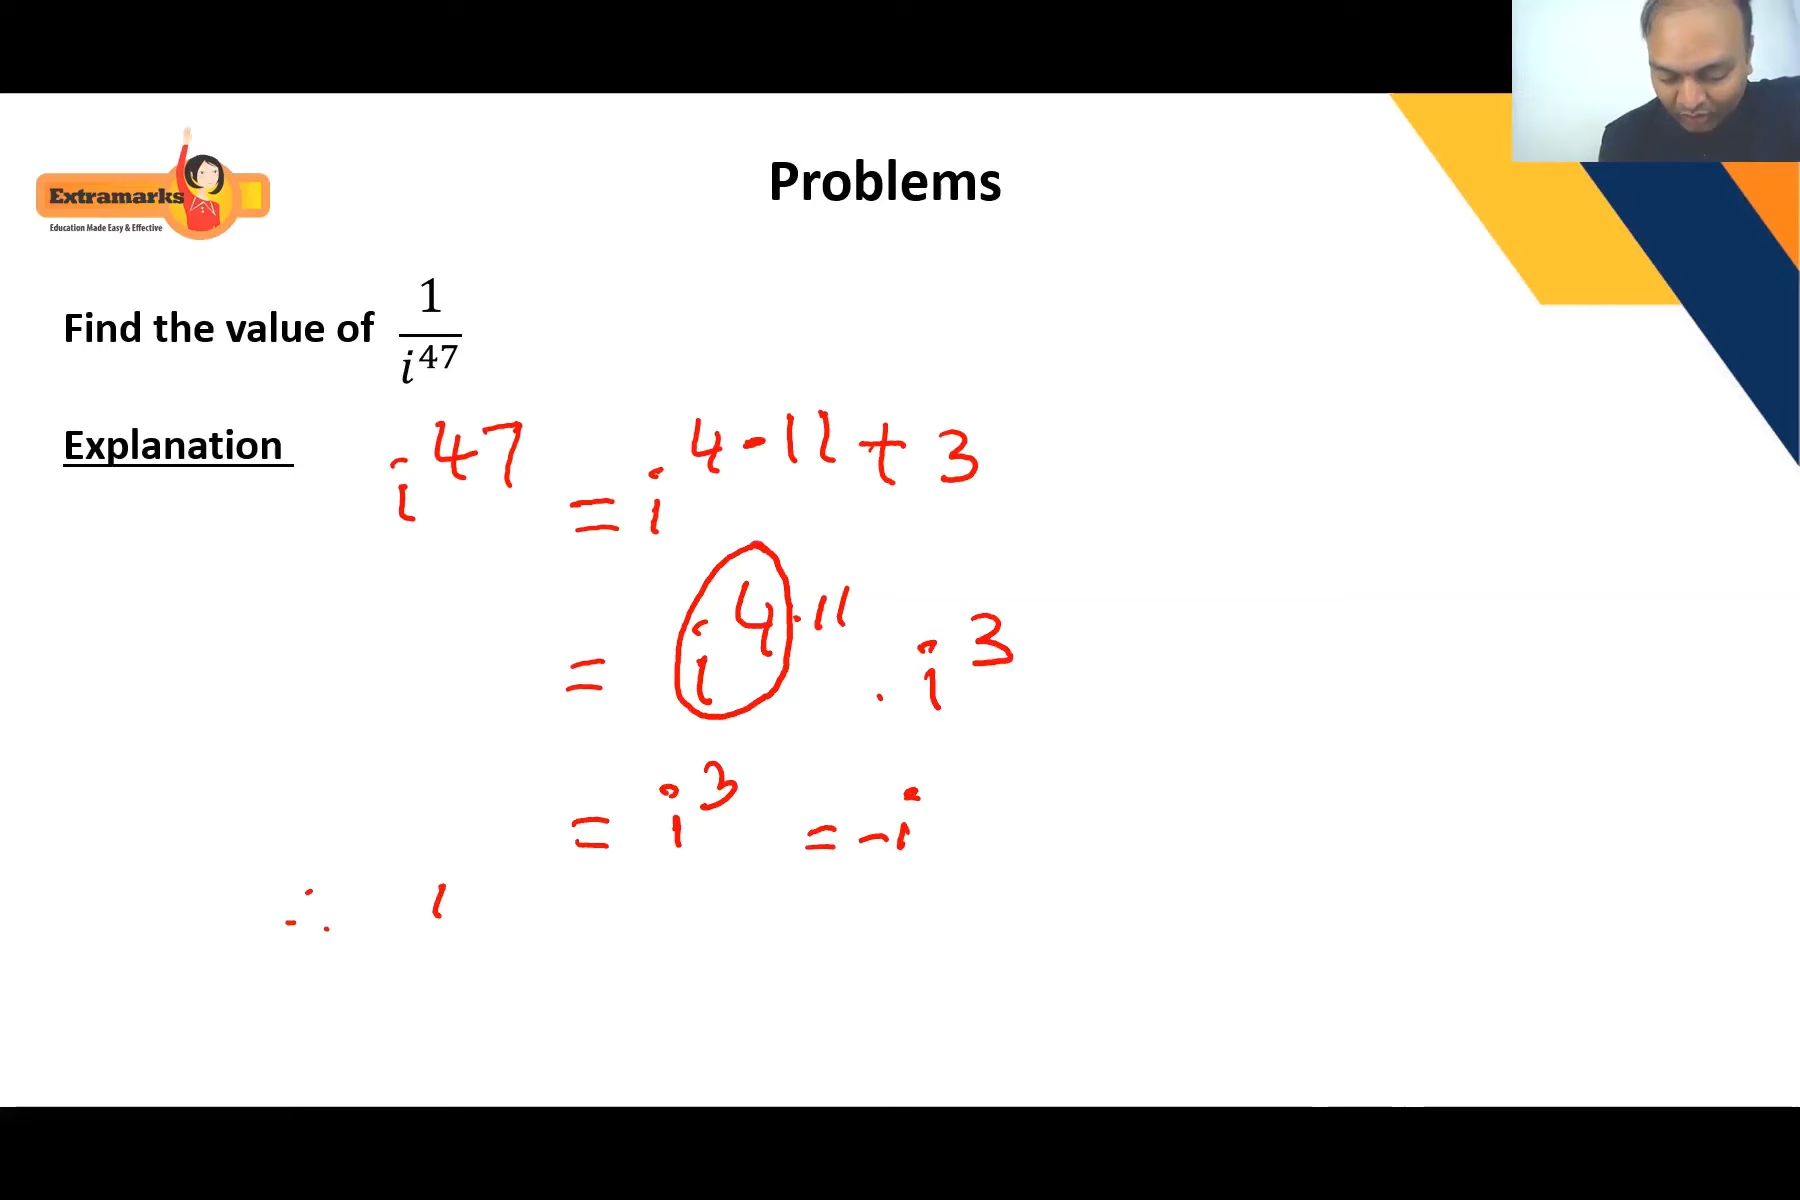 Problems
Extramarks
Education Made Easy & Effective
Find the value of 1/i^47
Explanation
i^47 = i^4·11+3
= i^4·11 · i^3
= i^3 = -i
∴ 1